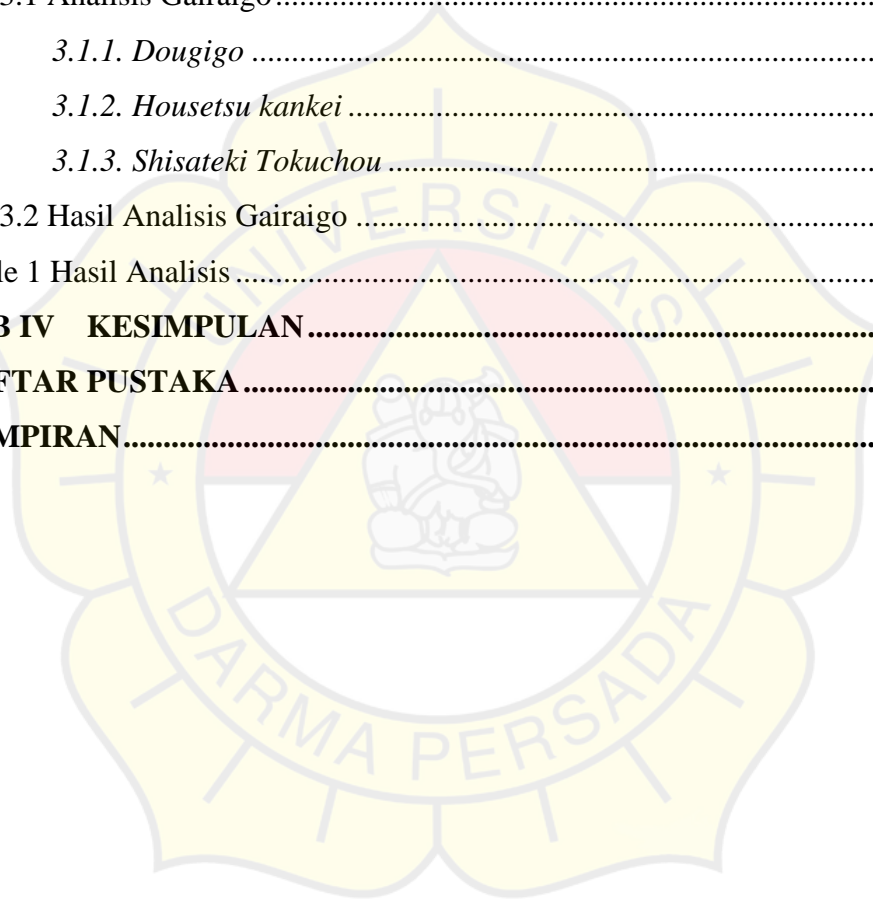 3.1 Analisis Gairaigo
3.1.1. Dougigo
3.1.2. Housetsu kankei
3.1.3. Shisateki Tokuchou
3.2 Hasil Analisis Gairaigo
le 1 Hasil Analisis
B IV KESIMPULAN
FTAR PUSTAKA
MPIRAN
UNIVERSITAS
DARMA PERSADA